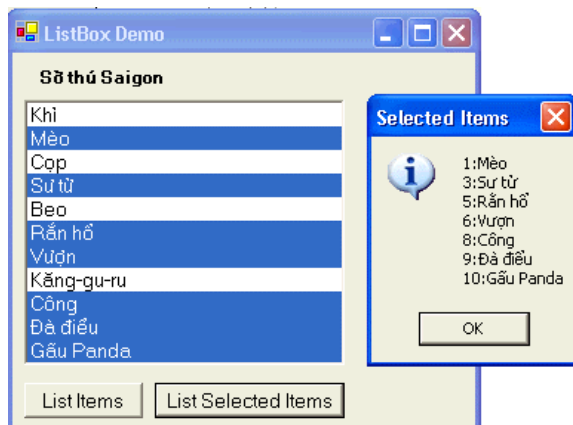 ListBox Demo
Sở thú Saigon
Khỉ
Mèo
Cọp
Sư tử
Beo
Rắn hổ
Vượn
Kăng-gu-ru
Công
Đà điểu
Gấu Panda
List Items
List Selected Items
Selected Items
1:Mèo
3:Sư tử
5:Rắn hổ
6:Vượn
8:Công
9:Đà điểu
10:Gấu Panda
OK